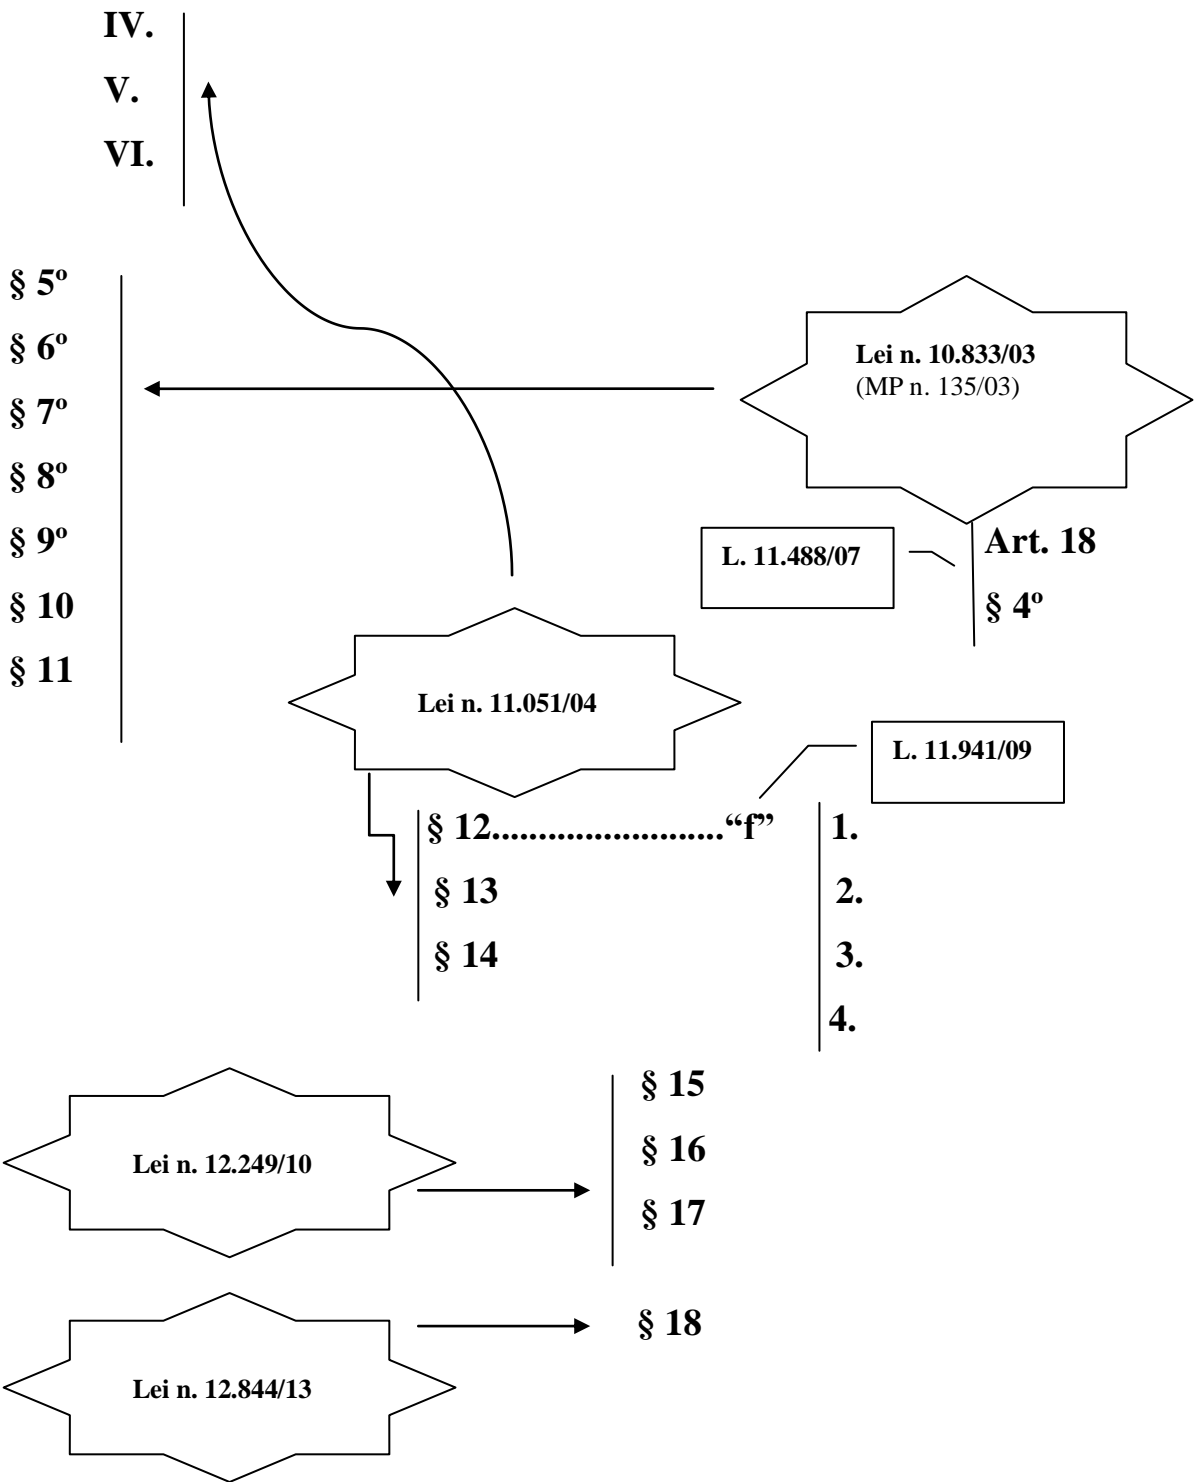 IV.
V.
VI.
§ 5º
§ 6º
§ 7º
§ 8º
§ 9º
§ 10
§ 11
Lei n. 10.833/03
(MP n. 135/03)
Art. 18
§ 4º
L. 11.488/07
Lei n. 11.051/04
L. 11.941/09
§ 12.........................“f” 1.
§ 13 2.
§ 14 3.
4.
Lei n. 12.249/10
§ 15
§ 16
§ 17
Lei n. 12.844/13
§ 18